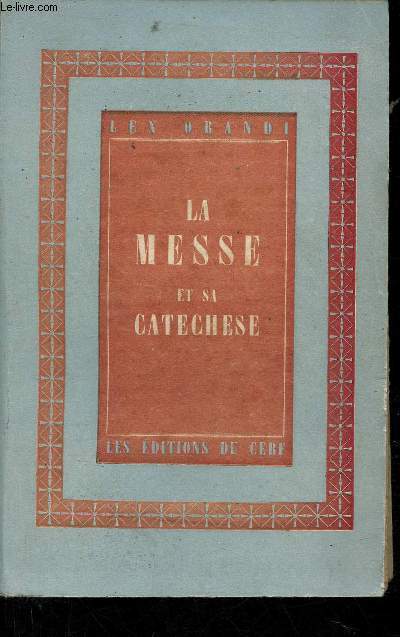 Le-livre.com
LEX ORANDI
LA
MESSE
ET SA
CATECHESE
LES EDITIONS DU CERF